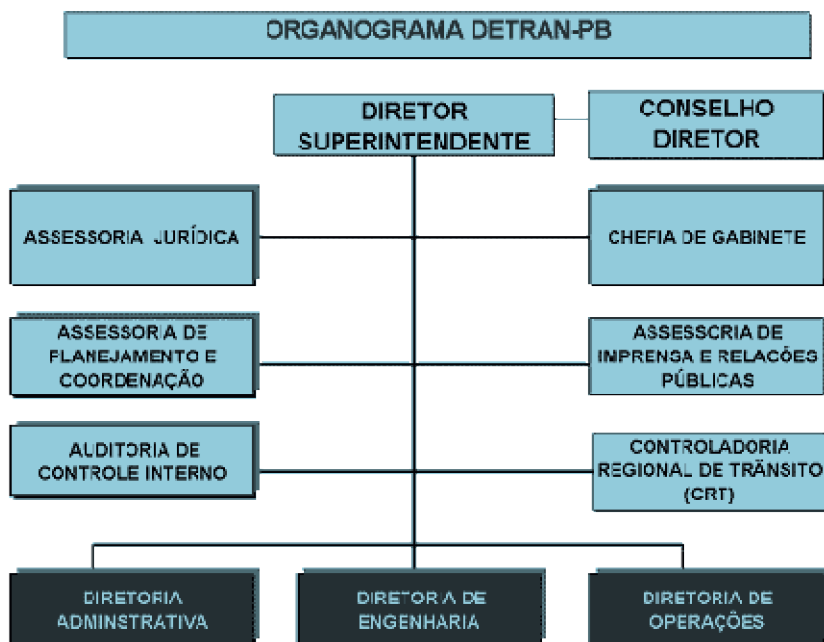 ORGANOGRAMA DETRAN-PB
DIRETOR
SUPERINTENDENTE
CONSELHO
DIRETOR
ASSESSORIA JURÍDICA
CHEFIA DE GABINETE
ASSESSORIA DE
PLANEJAMENTO E
COORDENAÇÃO
ASSESSORIA DE
IMPRENSA E RELACÕES
PÚBLICAS
AUDITORIA DE
CONTROLE INTERNO
CONTROLADORIA
REGIONAL DE TRÂNSITO
(CRT)
DIRETORIA
ADMINSTRATIVA
DIRETORIA DE
ENGENHARIA
DIRETORIA DE
OPERAÇÕES